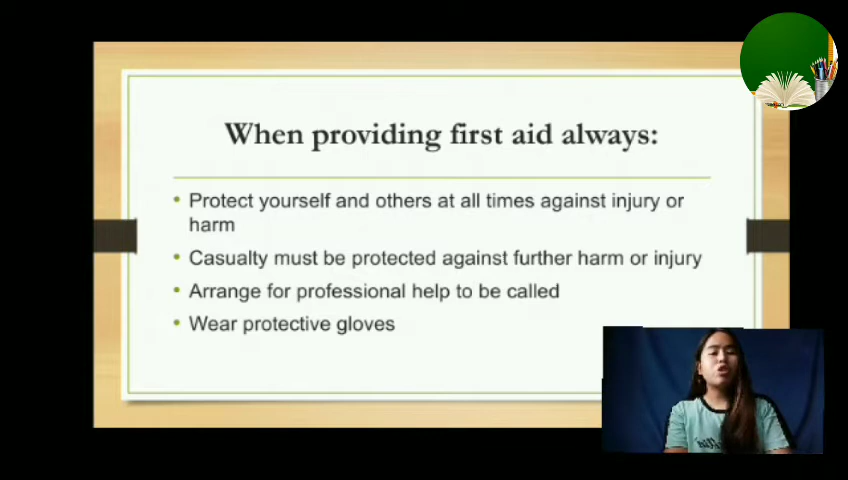 When providing first aid always:
• Protect yourself and others at all times against injury or
harm
• Casualty must be protected against further harm or injury
• Arrange for professional help to be called
• Wear protective gloves